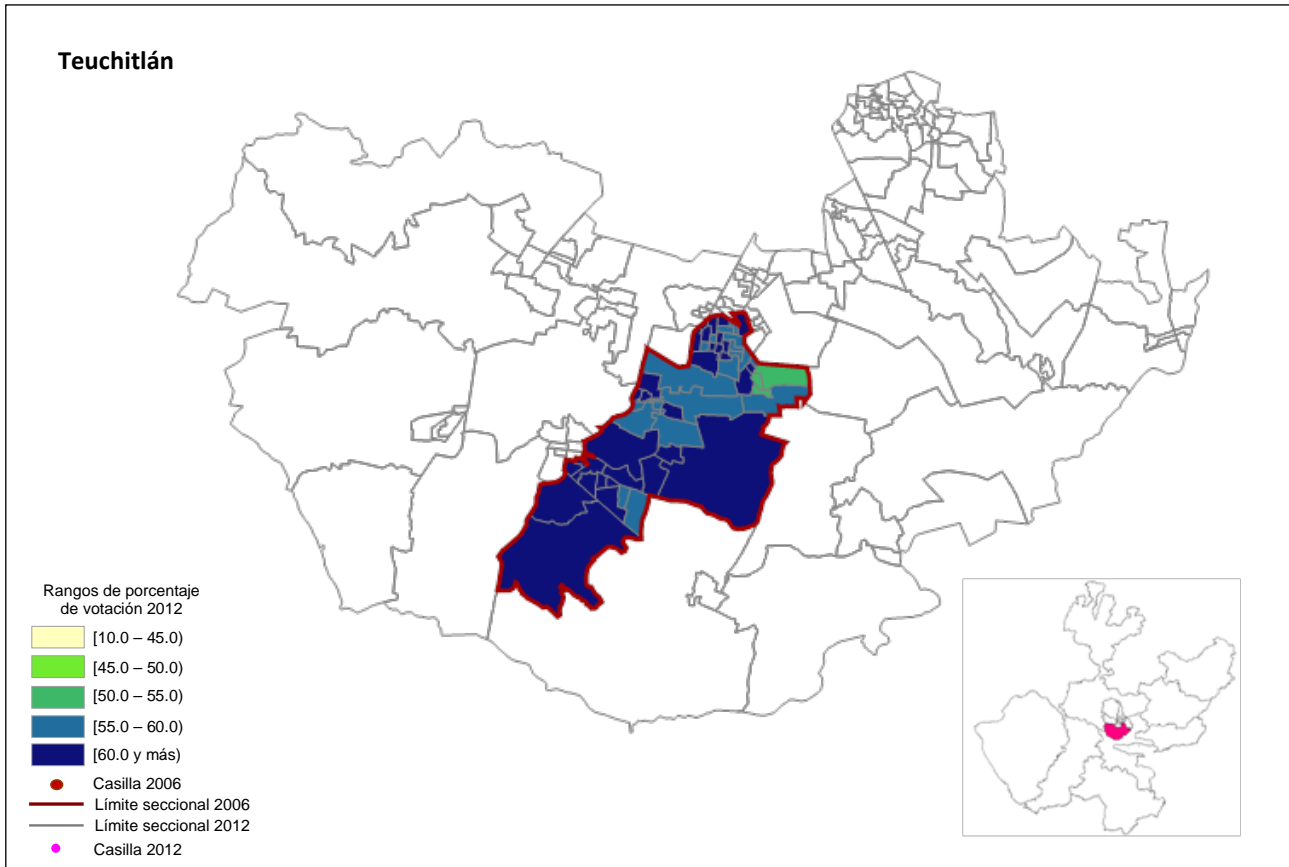 Teuchitlán
Rangos de porcentaje
de votación 2012
[10.0 – 45.0)
[45.0 – 50.0)
[50.0 – 55.0)
[55.0 – 60.0)
[60.0 y más)
Casilla 2006
Límite seccional 2006
Límite seccional 2012
Casilla 2012